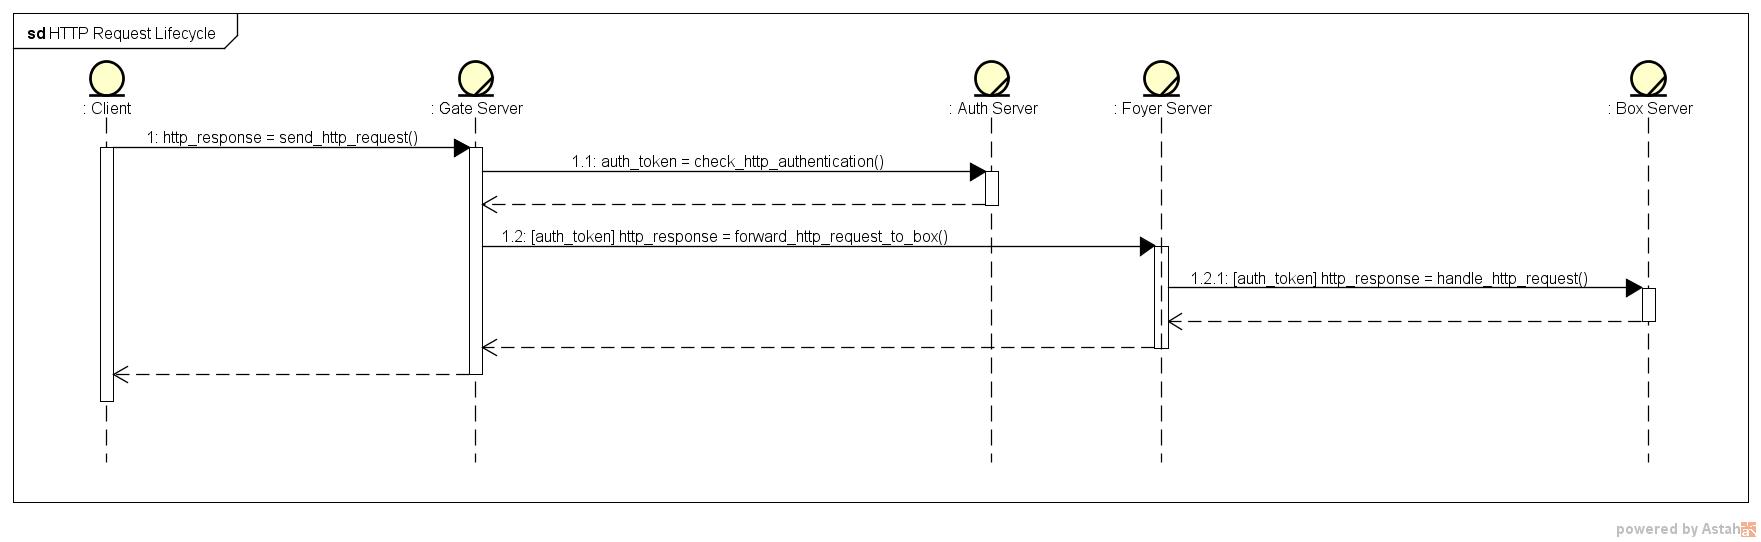 sd HTTP Request Lifecycle
: Client
: Gate Server
: Auth Server
: Foyer Server
: Box Server
1: http_response = send_http_request()
1.1: auth_token = check_http_authentication()
1.2: [auth_token] http_response = forward_http_request_to_box()
1.2.1: [auth_token] http_response = handle_http_request()
powered by Astah